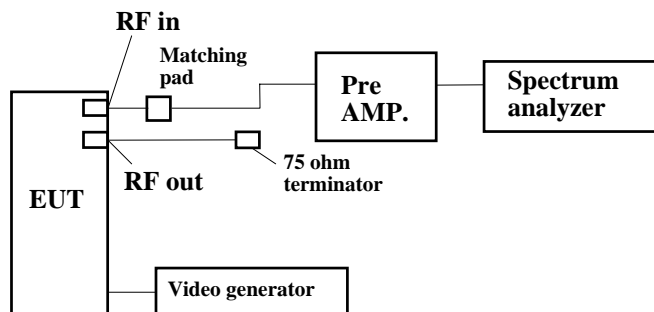 RF in
Matching
pad
Pre
AMP.
Spectrum
analyzer
RF out
75 ohm
terminator
EUT
Video generator